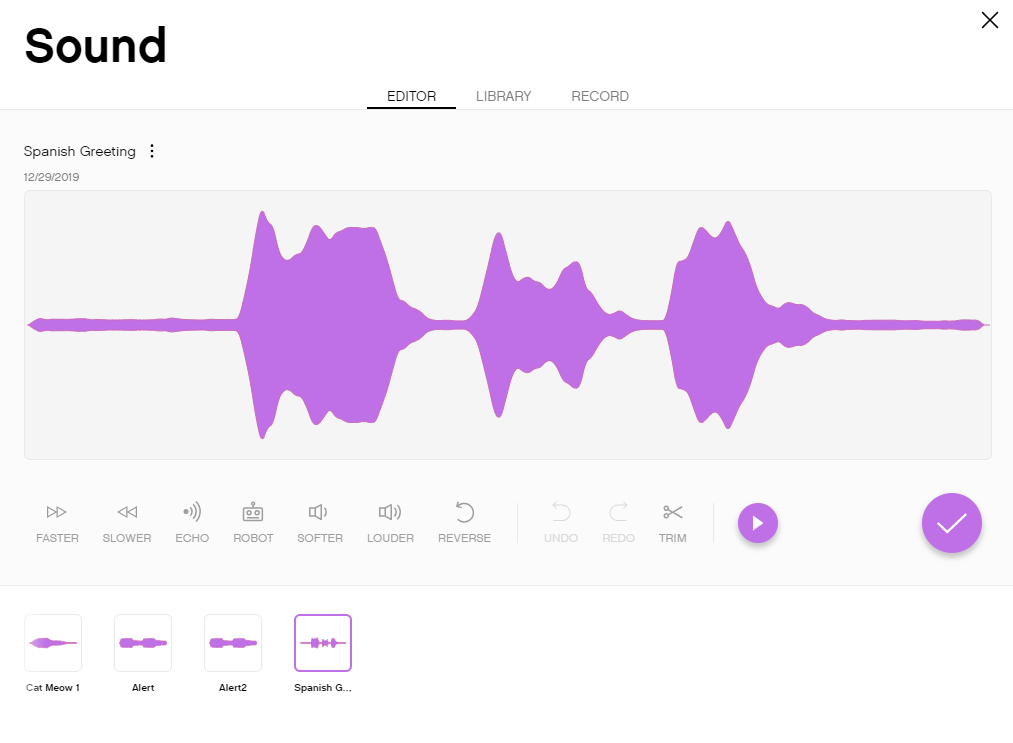 Sound
EDITOR LIBRARY RECORD
Spanish Greeting
12/29/2019
FASTER SLOWER ECHO ROBOT SOFTER LOUDER REVERSE UNDO REDO TRIM
Cat Meow 1 Alert Alert2 Spanish G...